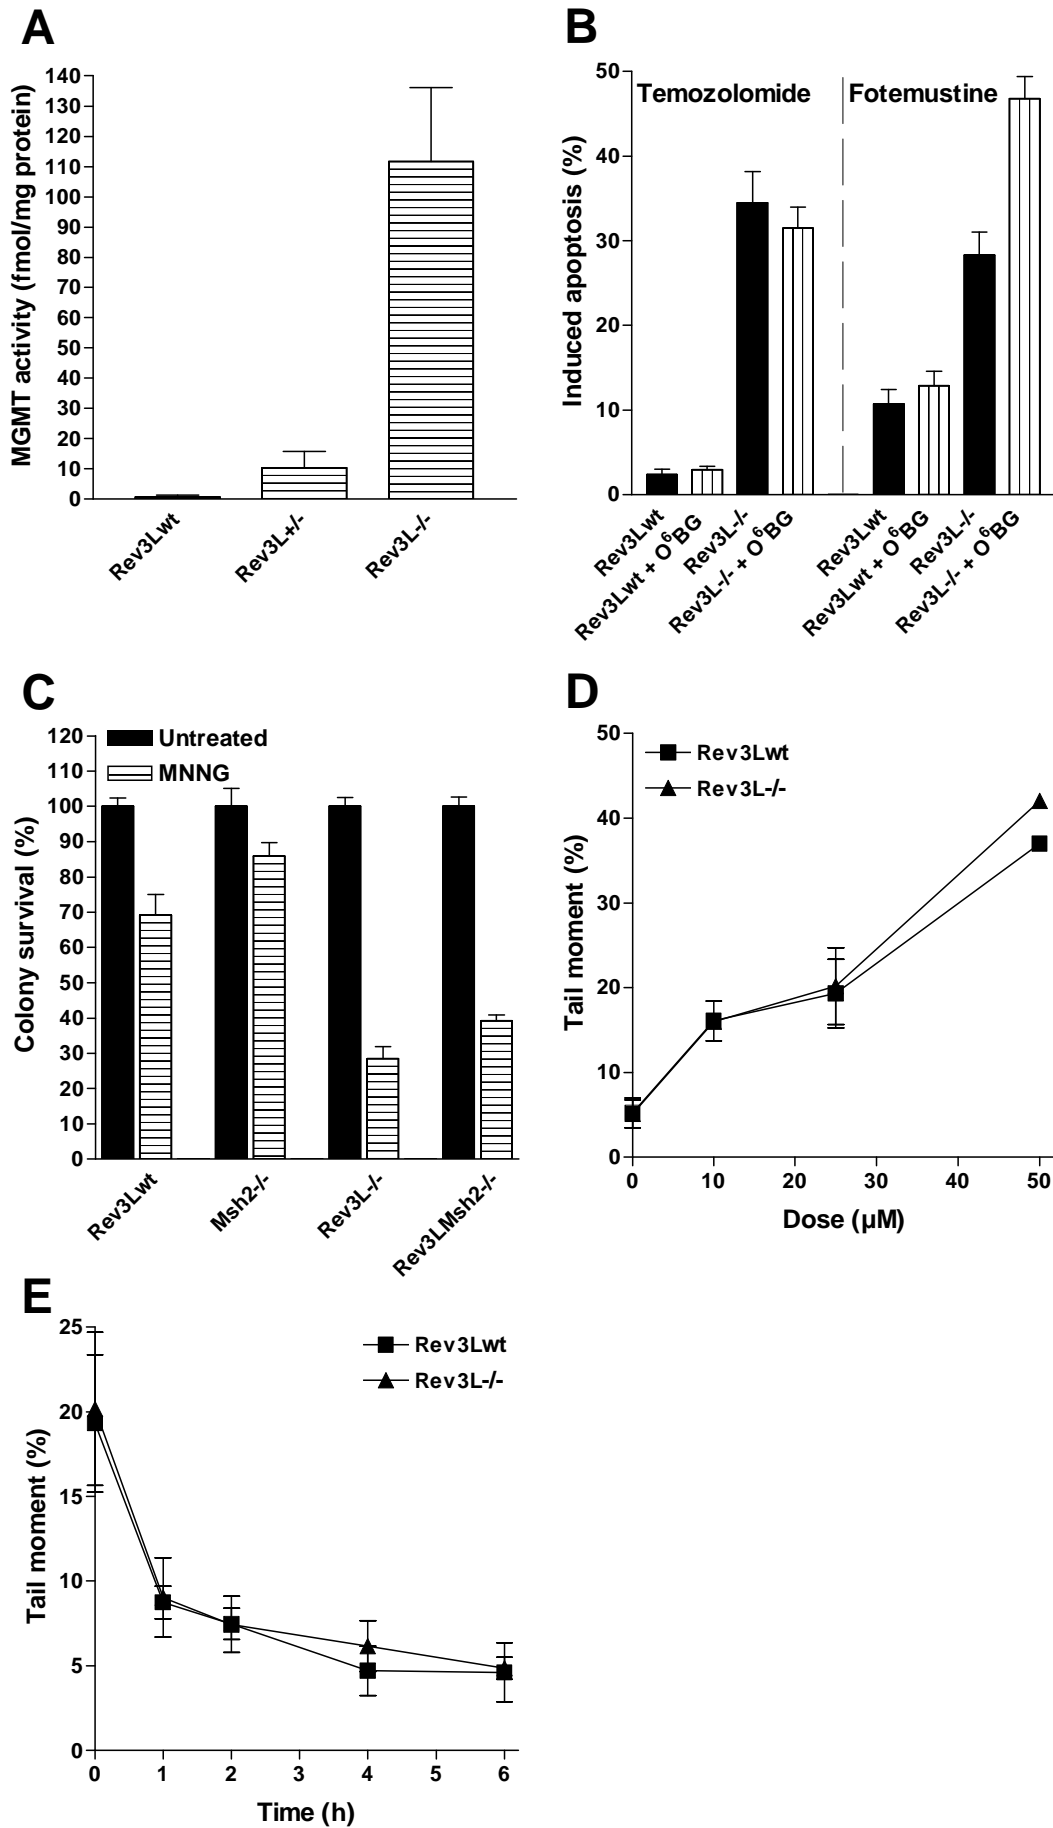 A
MGMT activity (fmol/mg protein)
140
130
120
110
100
90
80
70
60
50
40
30
20
10
0
Rev3Lwt
Rev3L+/-
Rev3L-/-
B
Temozolomide
Fotemustine
Induced apoptosis (%)
50
40
30
20
10
0
Rev3Lwt
Rev3Lwt + O⁶BG
Rev3L-/-
Rev3L-/- + O⁶BG
Rev3Lwt
Rev3Lwt + O⁶BG
Rev3L-/-
Rev3L-/- + O⁶BG
C
Untreated
MNNG
Colony survival (%)
120
110
100
90
80
70
60
50
40
30
20
10
0
Rev3Lwt
Msh2-/-
Rev3L-/-
Rev3LMsh2-/-
D
Rev3Lwt
Rev3L-/-
Tail moment (%)
50
40
30
20
10
0
0 10 20 30 40 50
Dose (µM)
E
Rev3Lwt
Rev3L-/-
Tail moment (%)
25
20
15
10
5
0
0 1 2 3 4 5 6
Time (h)